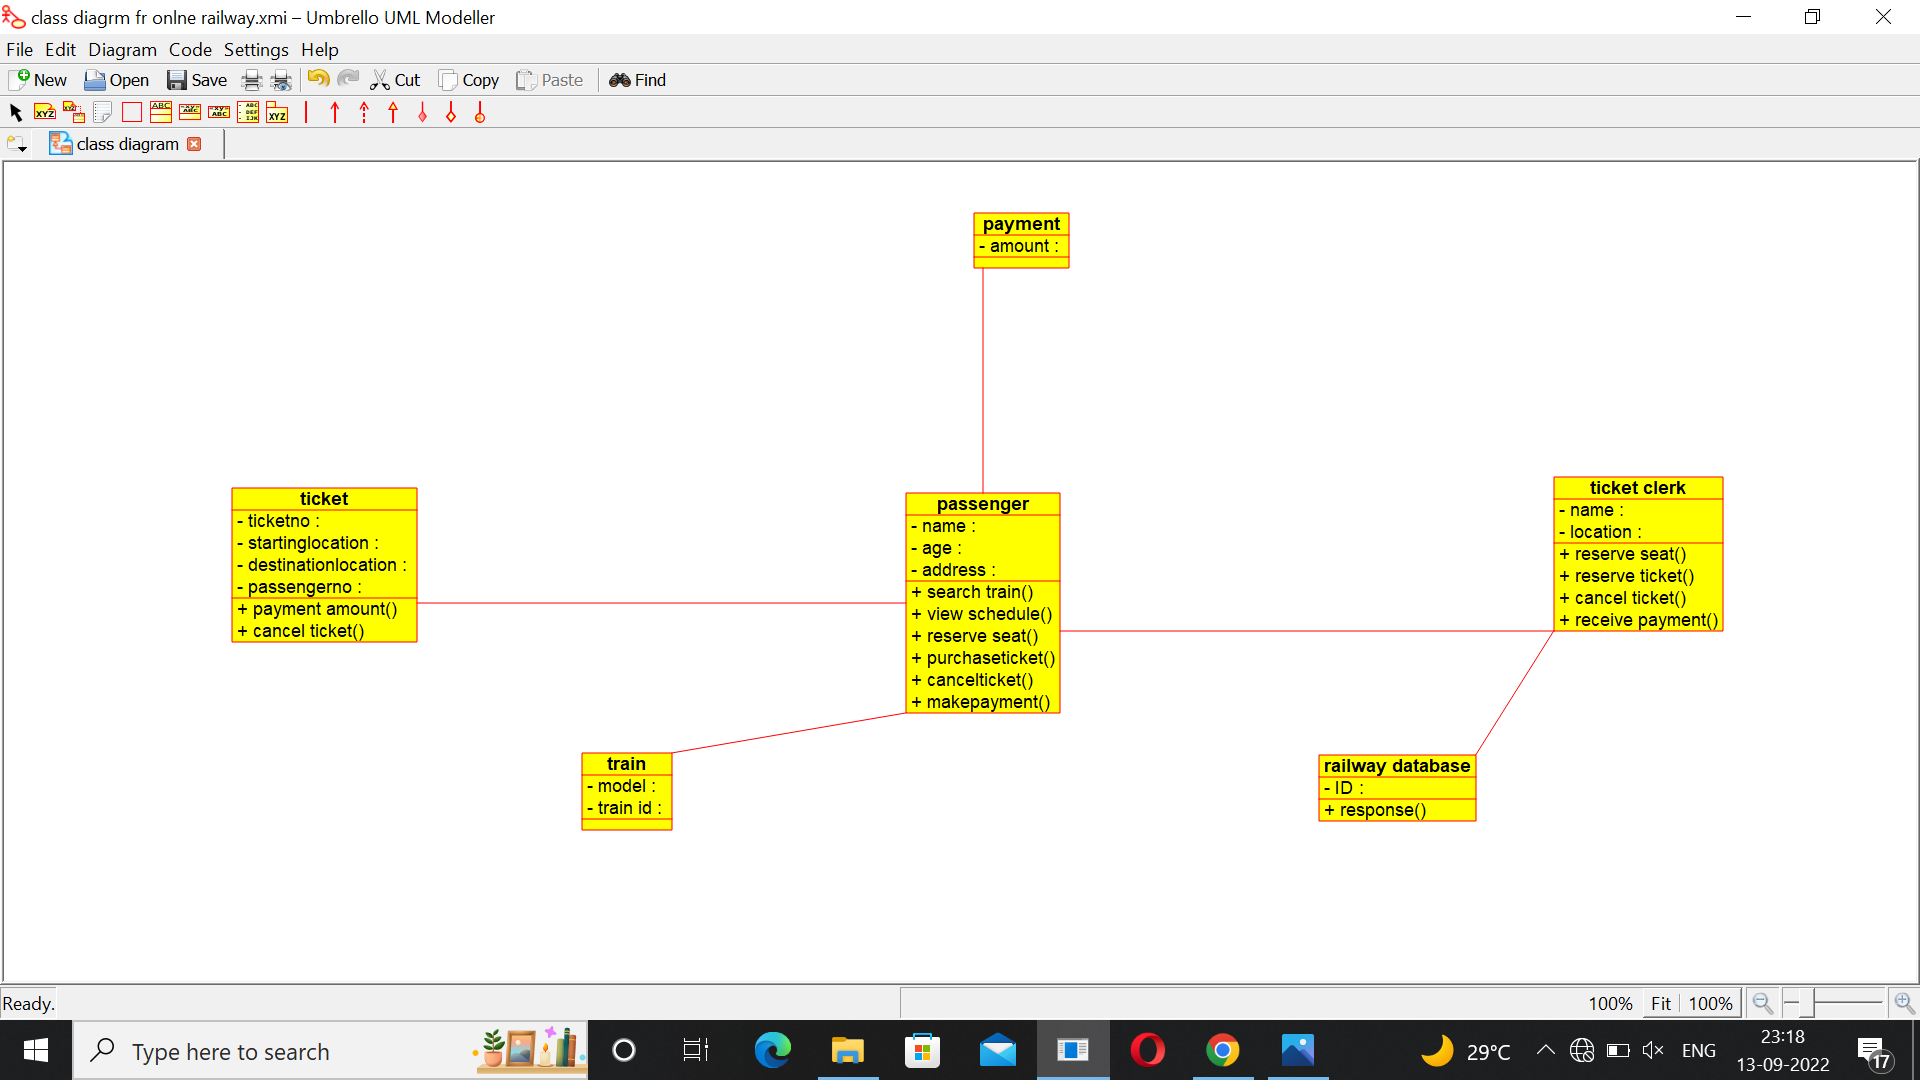 class diagrm fr onlne railway.xmi – Umbrello UML Modeller
File Edit Diagram Code Settings Help
New Open Save Cut Copy Paste Find
class diagram
payment
- amount :
ticket
- ticketno :
- startinglocation :
- destinationlocation :
- passengerno :
+ payment amount()
+ cancel ticket()
passenger
- name :
- age :
- address :
+ search train()
+ view schedule()
+ reserve seat()
+ purchaseticket()
+ cancelticket()
+ makepayment()
ticket clerk
- name :
- location :
+ reserve seat()
+ reserve ticket()
+ cancel ticket()
+ receive payment()
train
- model :
- train id :
railway database
- ID :
+ response()
Ready.
100% Fit 100%
Type here to search
29°C
ENG
23:18
13-09-2022
17